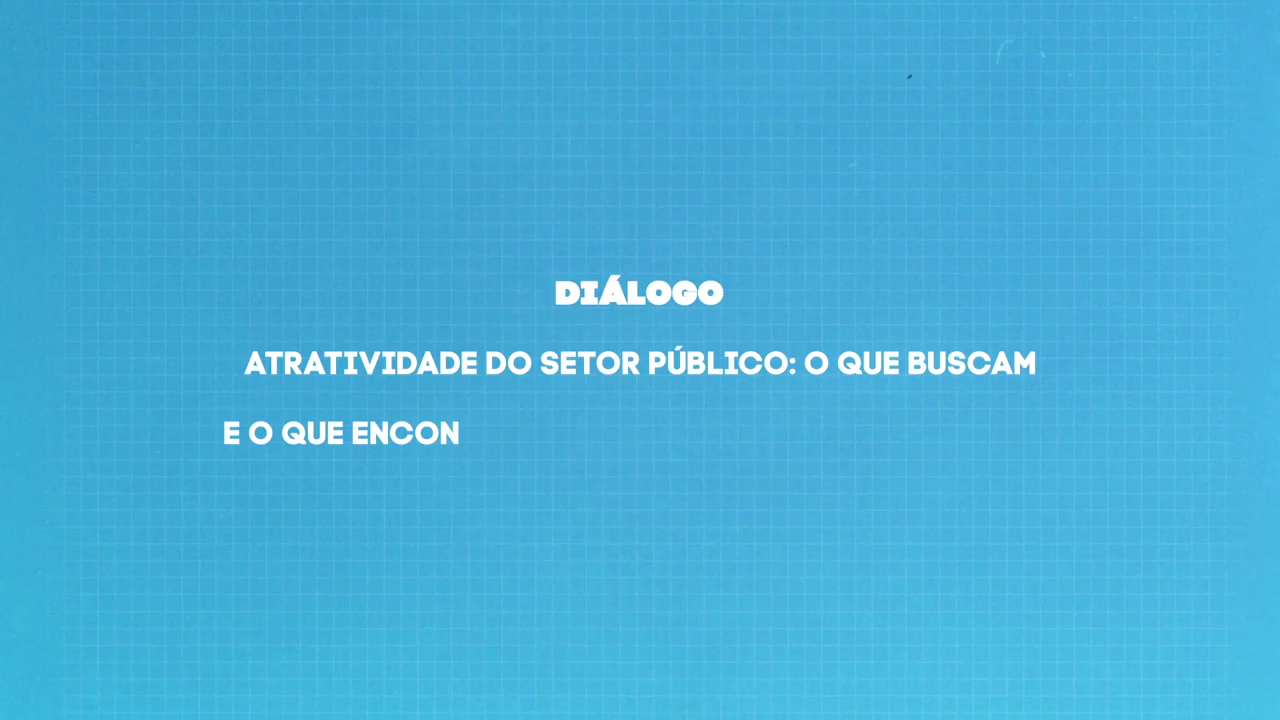 DIÁLOGO
ATRATIVIDADE DO SETOR PÚBLICO: O QUE BUSCAM
E O QUE ENCON